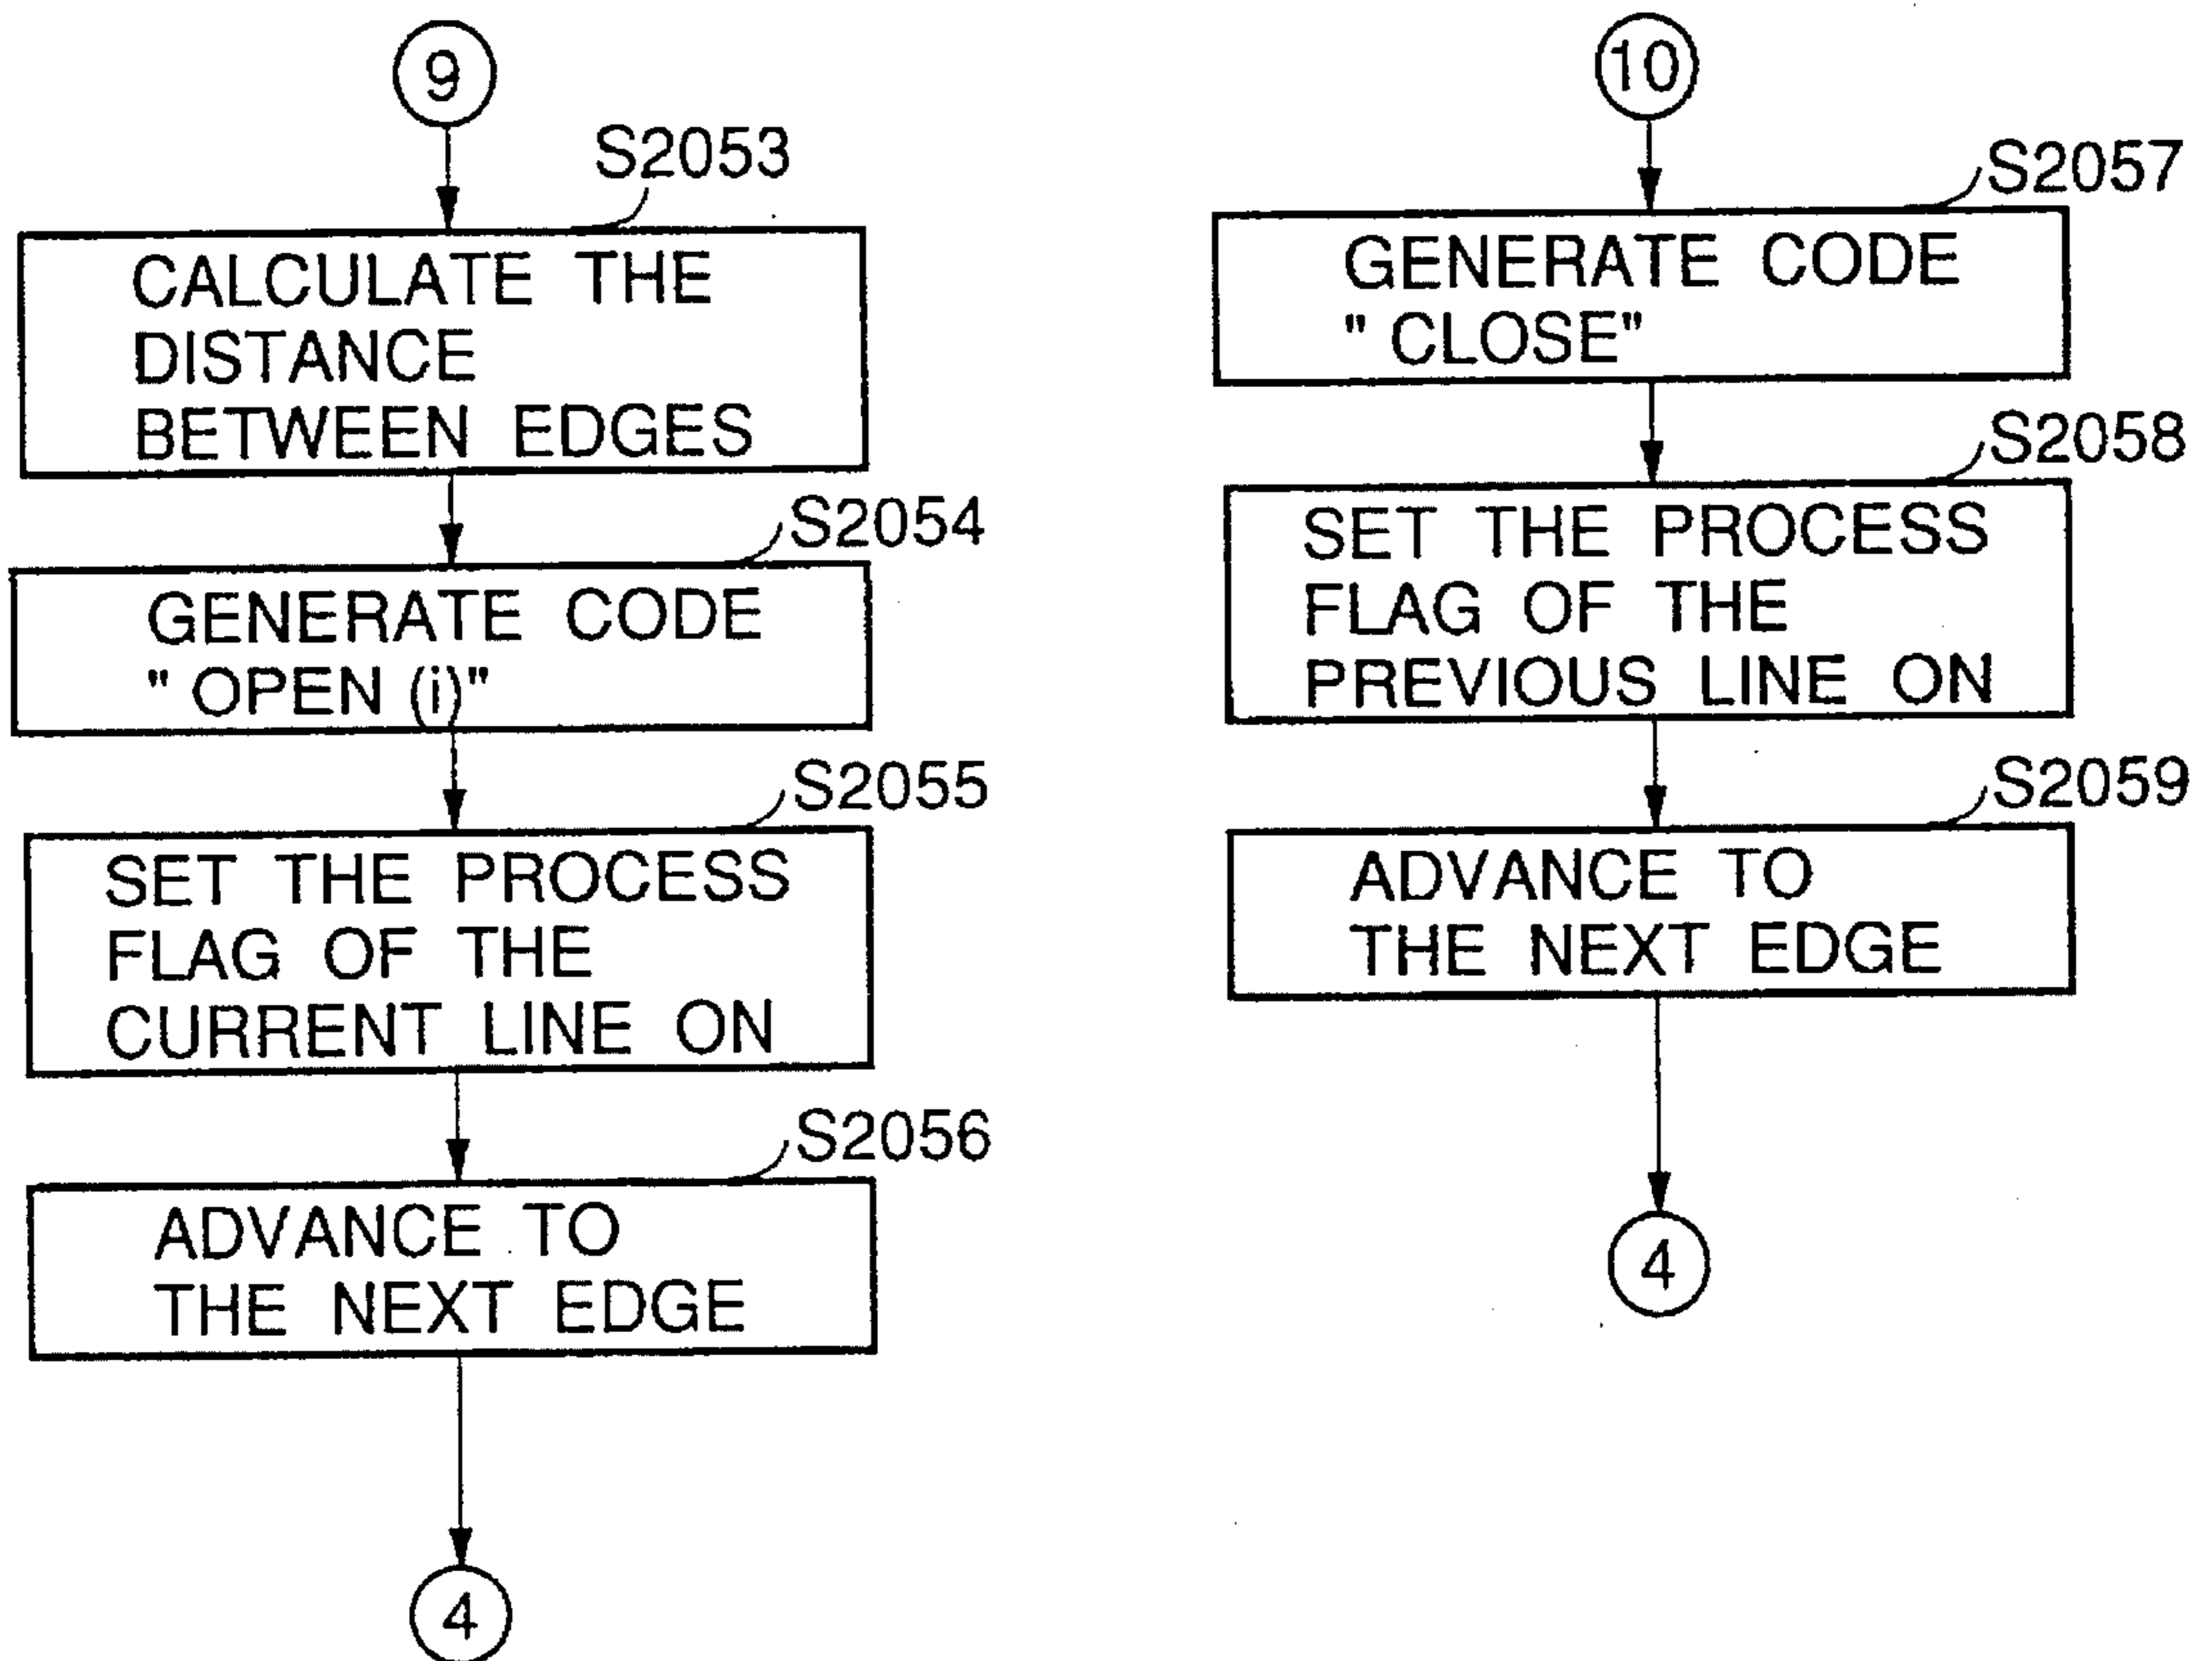 9
S2053
CALCULATE THE
DISTANCE
BETWEEN EDGES
S2054
GENERATE CODE
" OPEN (i)"
S2055
SET THE PROCESS
FLAG OF THE
CURRENT LINE ON
S2056
ADVANCE TO
THE NEXT EDGE
4
10
S2057
GENERATE CODE
" CLOSE"
S2058
SET THE PROCESS
FLAG OF THE
PREVIOUS LINE ON
S2059
ADVANCE TO
THE NEXT EDGE
4